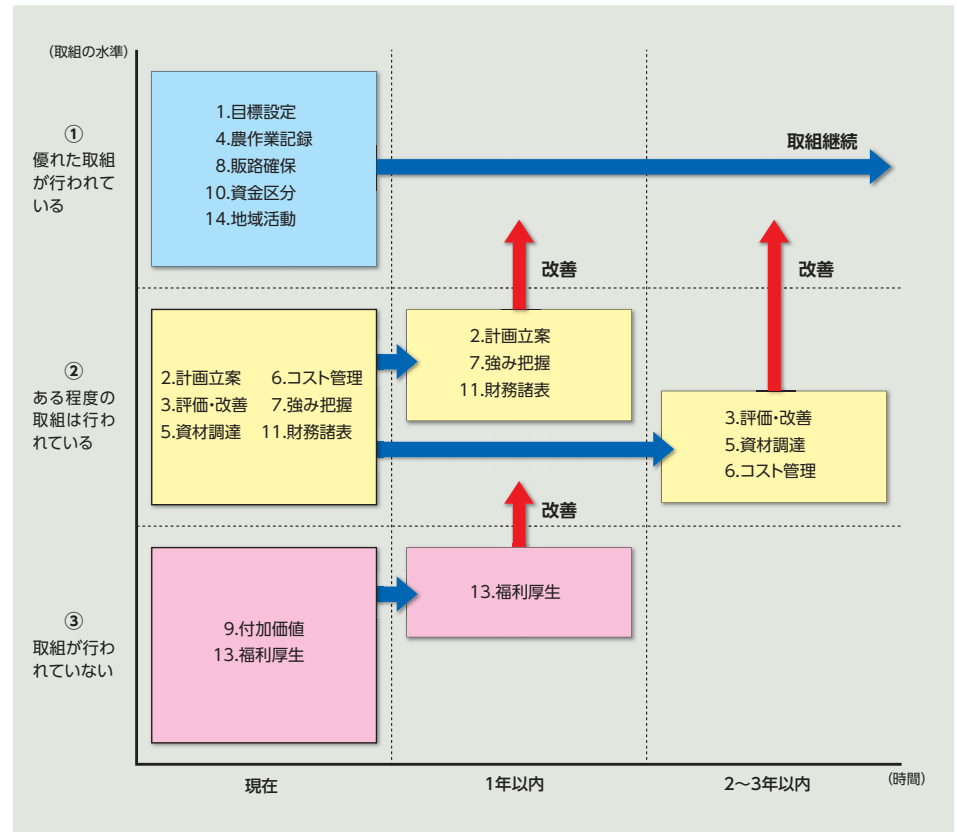 (取組の水準)
①
優れた取組
が行われて
いる
1.目標設定
4.農作業記録
8.販路確保
10.資金区分
14.地域活動
取組継続
改善
改善
②
ある程度の
取組は行わ
れている
2.計画立案 6.コスト管理
3.評価・改善 7.強み把握
5.資材調達 11.財務諸表
2.計画立案
7.強み把握
11.財務諸表
3.評価・改善
5.資材調達
6.コスト管理
改善
③
取組が行わ
れていない
9.付加価値
13.福利厚生
13.福利厚生
現在
1年以内
2〜3年以内
(時間)